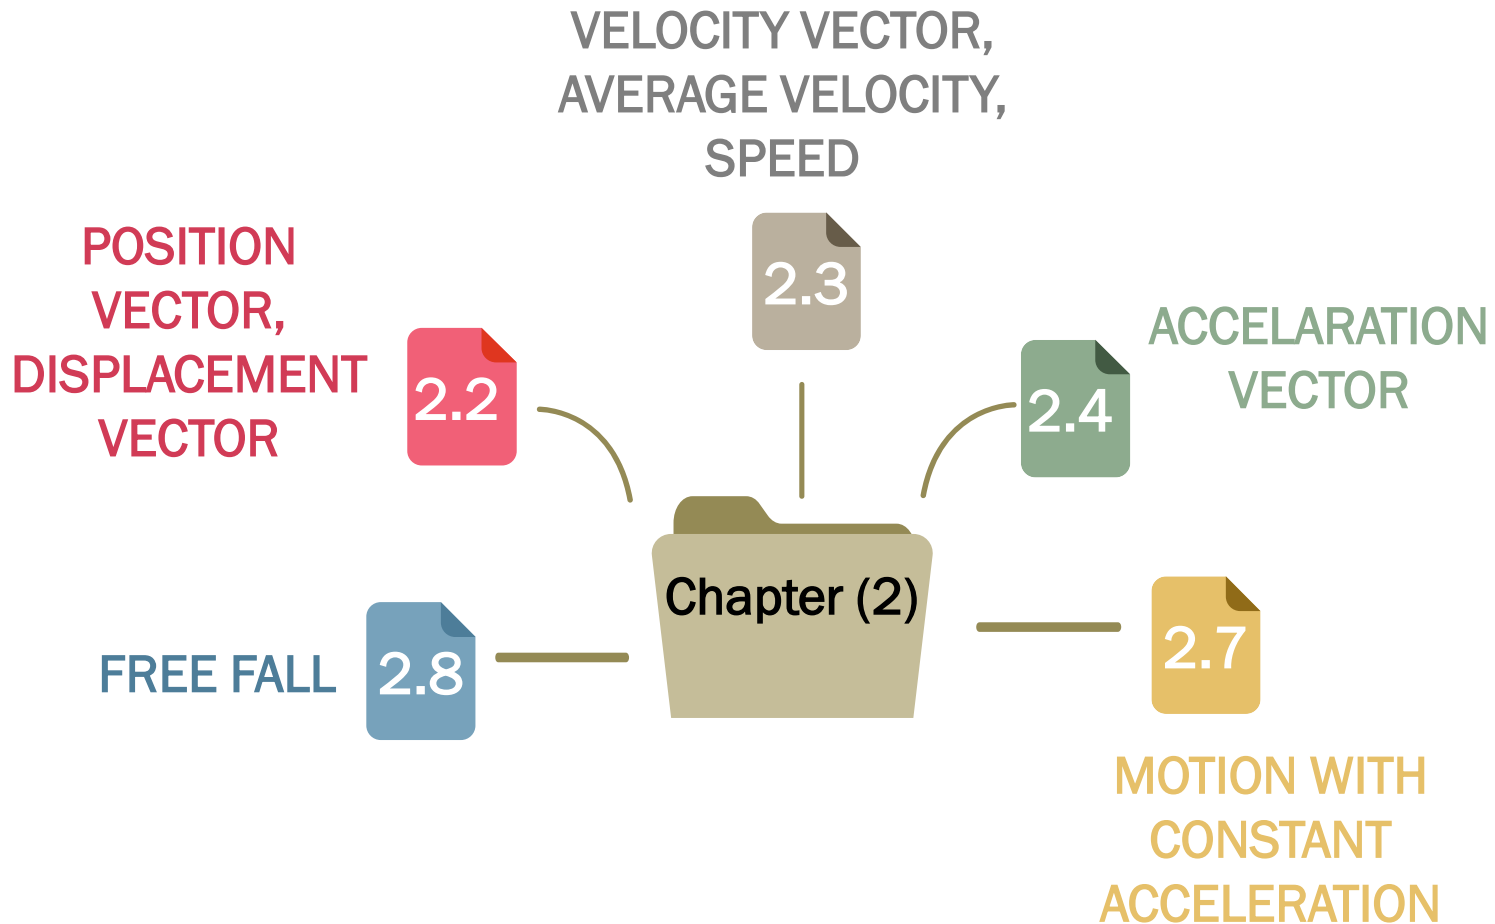 VELOCITY VECTOR,
AVERAGE VELOCITY,
SPEED
2.3
POSITION
VECTOR,
DISPLACEMENT
VECTOR
2.2
ACCELARATION
VECTOR
2.4
Chapter (2)
FREE FALL
2.8
2.7
MOTION WITH
CONSTANT
ACCELERATION